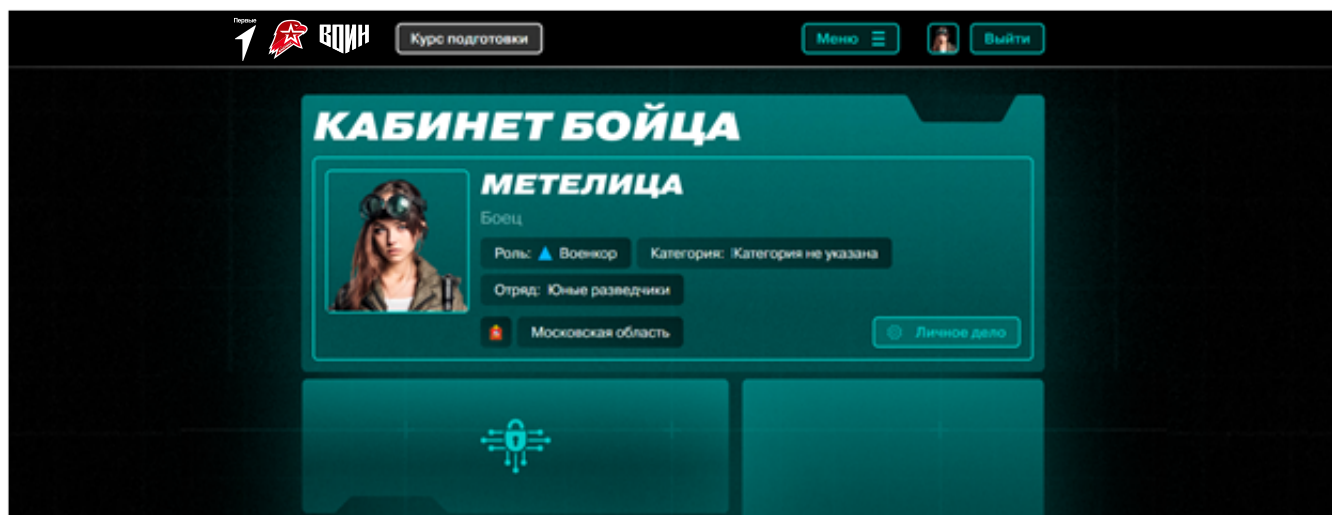 Первые
ВОИН
Курс подготовки
Меню
Выйти
КАБИНЕТ БОЙЦА
МЕТЕЛИЦА
Боец
Роль: Военкор
Категория: Категория не указана
Отряд: Юные разведчики
Московская область
Личное дело